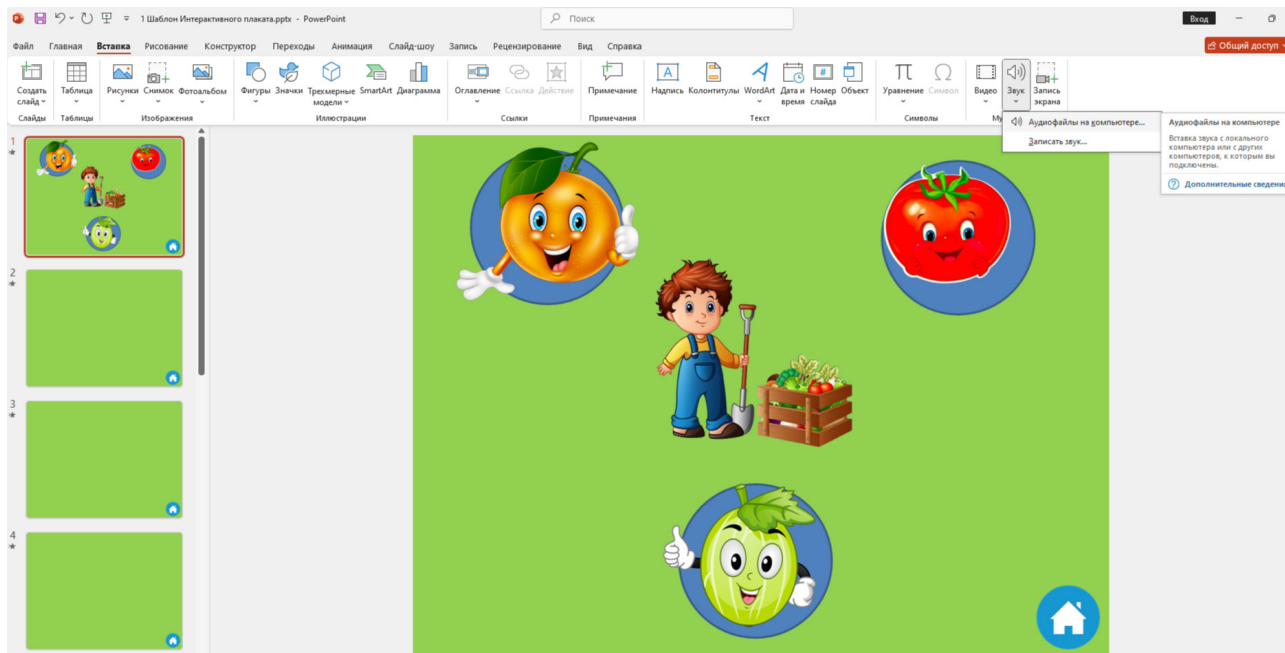 1 Шаблон Интерактивного плаката.pptx - PowerPoint
Поиск
Вход
Файл Главная Вставка Рисование Конструктор Переходы Анимация Слайд-шоу Запись Рецензирование Вид Справка
Общий доступ
Создать слайд
Таблица
Рисунки
Снимок
Фотоальбом
Фигуры
Значки
Трехмерные модели
SmartArt
Диаграмма
Оглавление
Ссылка
Действие
Примечание
Надпись
Колонтитулы
WordArt
Дата и время
Номер слайда
Объект
Уравнение
Символ
Видео
Звук
Запись экрана
Слайды Таблицы Изображения Иллюстрации Ссылки Примечания Текст Символы
Аудиофайлы на компьютере...
Записать звук...
Аудиофайлы на компьютере
Вставка звука с локального
компьютера или с других
компьютеров, к которым вы
подключены.
Дополнительные сведения
1
2
3
4